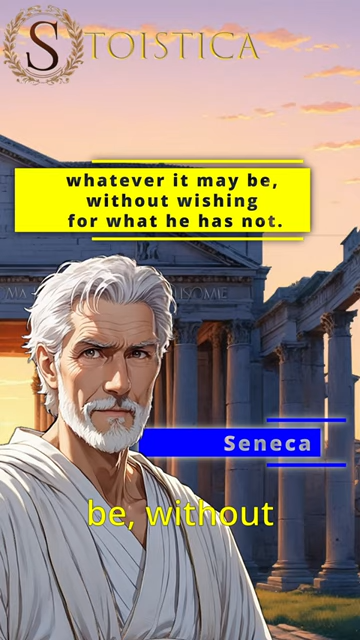 STOISTICA
whatever it may be,
without wishing
for what he has not.
Seneca
be, without